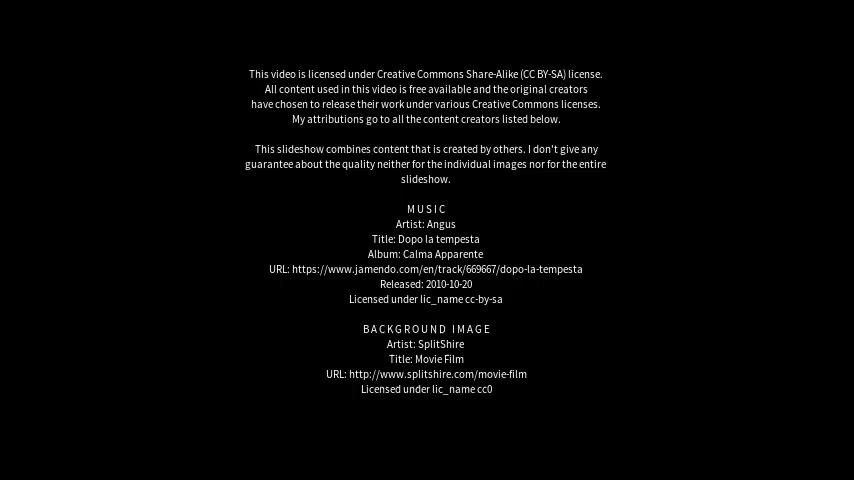 This video is licensed under Creative Commons Share-Alike (CC BY-SA) license.
All content used in this video is free available and the original creators
have chosen to release their work under various Creative Commons licenses.
My attributions go to all the content creators listed below.
This slideshow combines content that is created by others. I don't give any
guarantee about the quality neither for the individual images nor for the entire
slideshow.
MUSIC
Artist: Angus
Title: Dopo la tempesta
Album: Calma Apparente
URL: https://www.jamendo.com/en/track/669667/dopo-la-tempesta
Released: 2010-10-20
Licensed under lic_name cc-by-sa
BACKGROUND IMAGE
Artist: SplitShire
Title: Movie Film
URL: http://www.splitshire.com/movie-film
Licensed under lic_name cc0